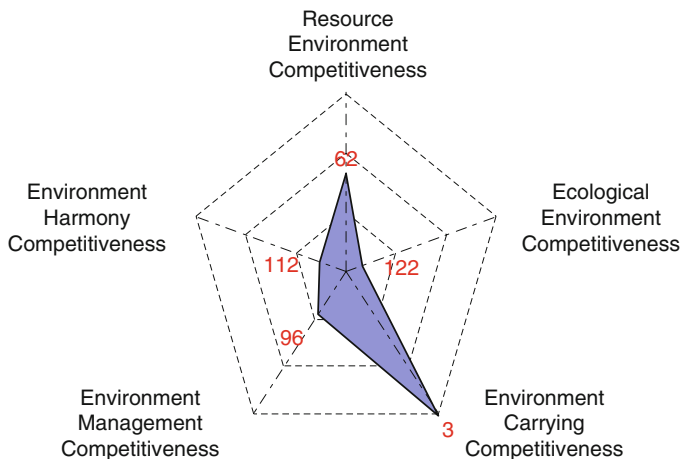 Resource
Environment
Competitiveness
62
Environment
Harmony
Competitiveness
Ecological
Environment
Competitiveness
112
122
96
Environment
Management
Competitiveness
Environment
Carrying
Competitiveness
3